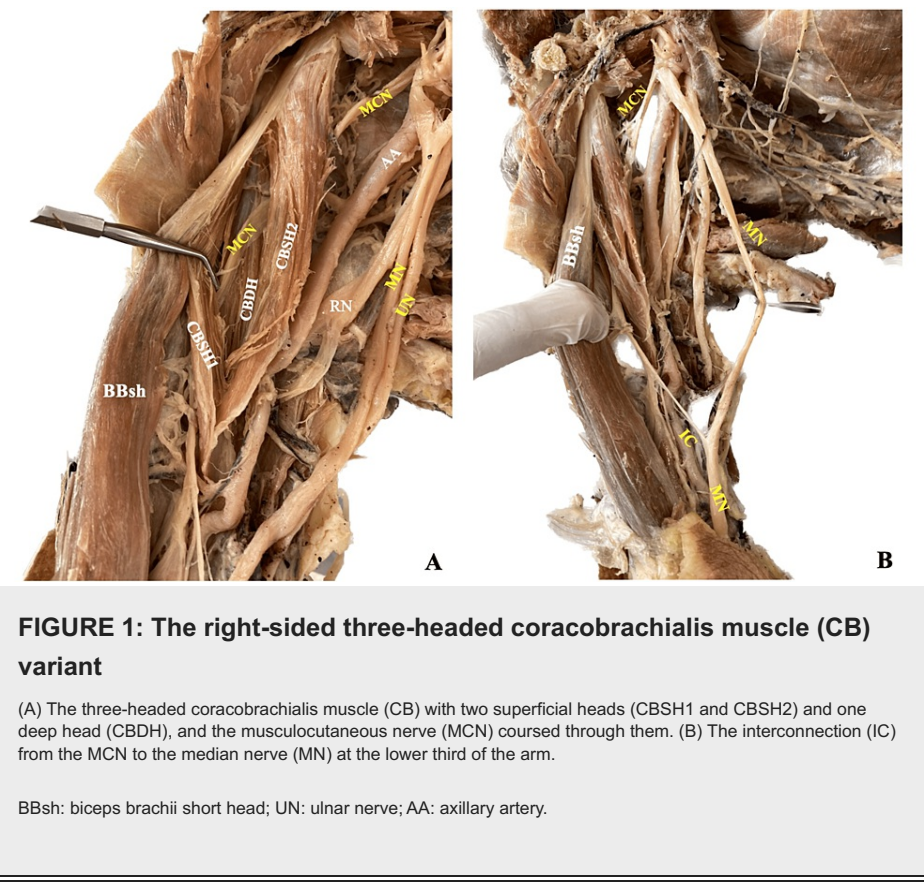 MCN
AA
MCN
CBSH2
CBDH
MN
UN
RN
CBSH1
BBsh
A
MCN
MN
BBsh
IC
MN
B
FIGURE 1: The right-sided three-headed coracobrachialis muscle (CB)
variant
(A) The three-headed coracobrachialis muscle (CB) with two superficial heads (CBSH1 and CBSH2) and one
deep head (CBDH), and the musculocutaneous nerve (MCN) coursed through them. (B) The interconnection (IC)
from the MCN to the median nerve (MN) at the lower third of the arm.
BBsh: biceps brachii short head; UN: ulnar nerve; AA: axillary artery.